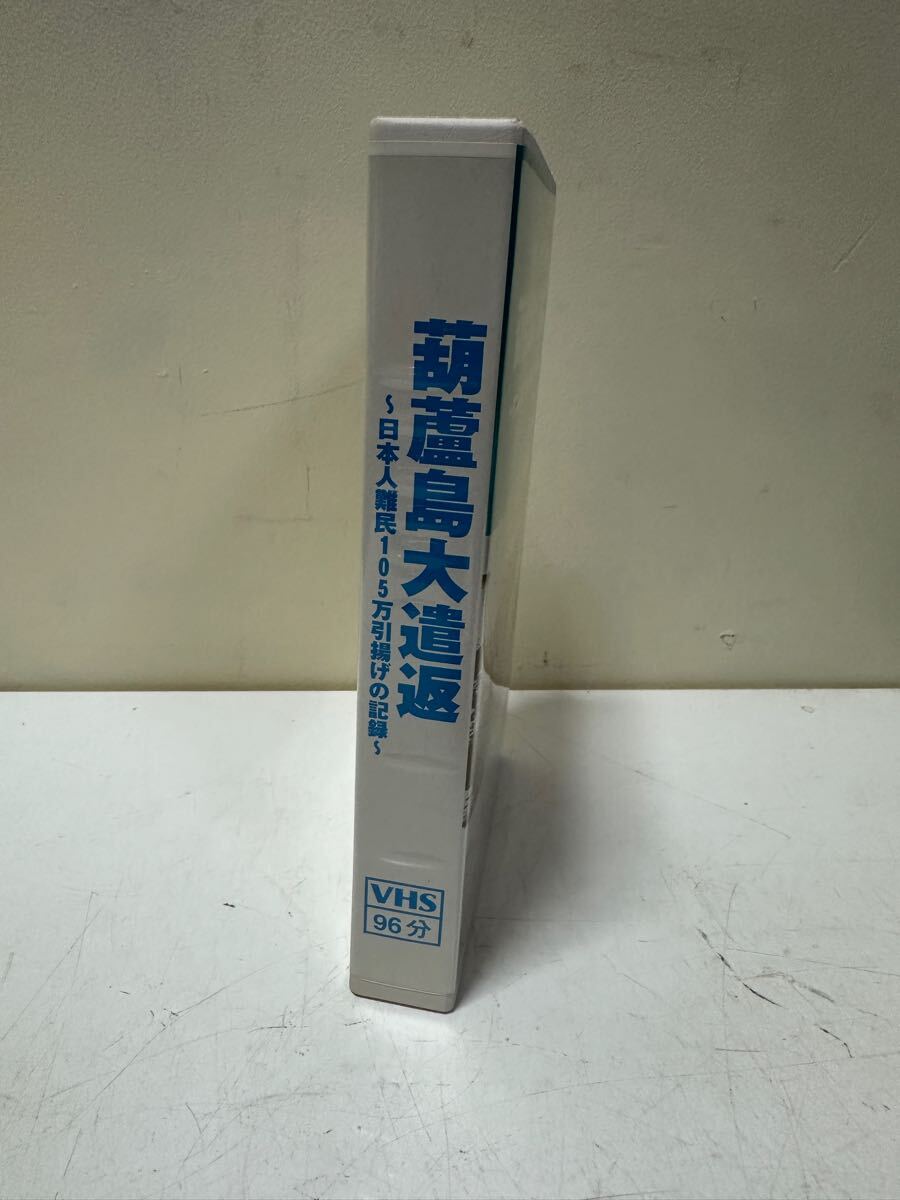 葫蘆島大遣返
〜日本人難民105万引揚げの記録〜
VHS
96分